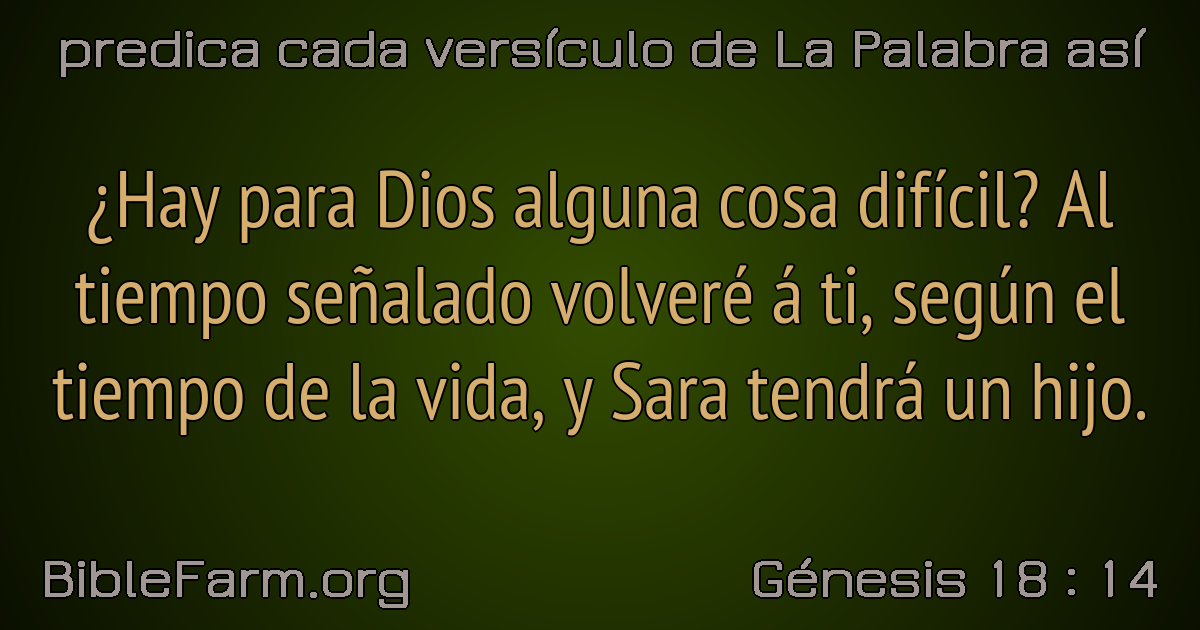 predica cada versículo de La Palabra así
¿Hay para Dios alguna cosa difícil? Al
tiempo señalado volveré á ti, según el
tiempo de la vida, y Sara tendrá un hijo.
BibleFarm.org
Génesis 18 : 14